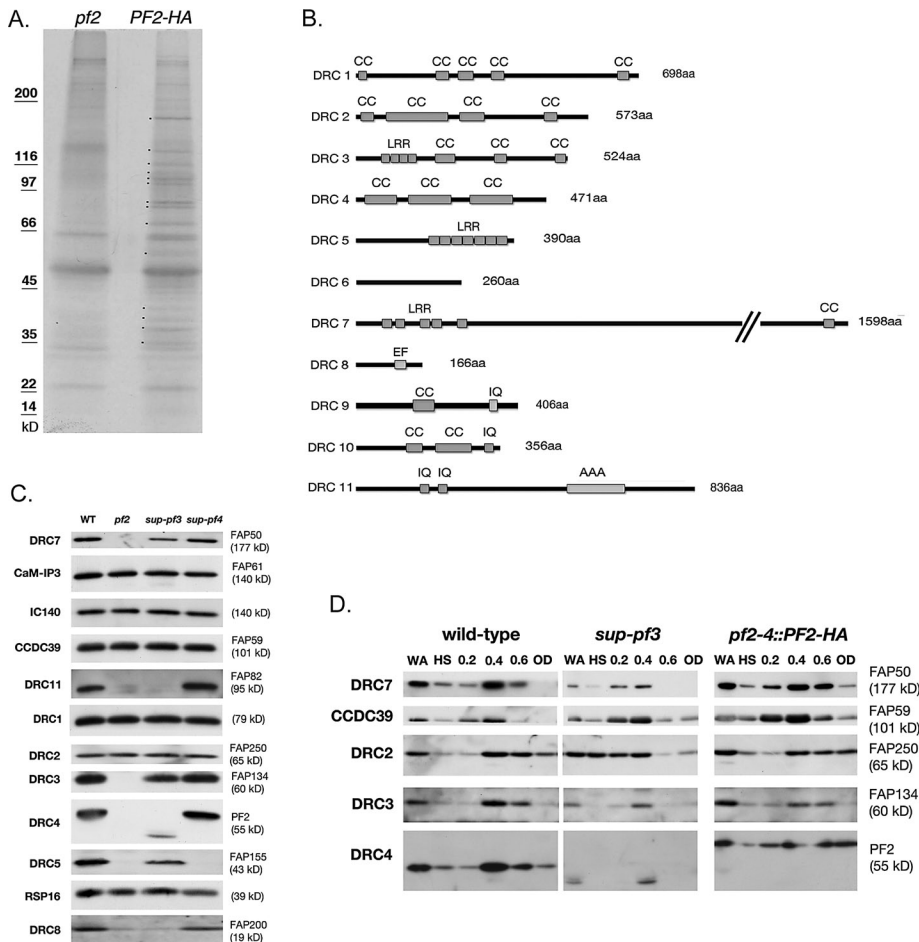 A.
pf2 PF2-HA
200
116
97
66
45
35
22
14
kD
B.
CC CC CC CC CC
DRC 1 698aa
CC CC CC CC
DRC 2 573aa
LRR CC CC CC
DRC 3 524aa
CC CC CC
DRC 4 471aa
LRR
DRC 5 390aa
DRC 6 260aa
LRR CC
DRC 7 1598aa
EF
DRC 8 166aa
CC IQ
DRC 9 406aa
CC CC IQ
DRC 10 356aa
IQ IQ AAA
DRC 11 836aa
C.
WT pf2 sup-pf3 sup-pf4
DRC7 FAP50
(177 kD)
CaM-IP3 FAP61
(140 kD)
IC140 (140 kD)
CCDC39 FAP59
(101 kD)
DRC11 FAP82
(95 kD)
DRC1 (79 kD)
DRC2 FAP250
(65 kD)
DRC3 FAP134
(60 kD)
DRC4 PF2
(55 kD)
DRC5 FAP155
(43 kD)
RSP16 (39 kD)
DRC8 FAP200
(19 kD)
D.
wild-type sup-pf3 pf2-4::PF2-HA
WA HS 0.2 0.4 0.6 OD WA HS 0.2 0.4 0.6 OD WA HS 0.2 0.4 0.6 OD
DRC7 FAP50
(177 kD)
CCDC39 FAP59
(101 kD)
DRC2 FAP250
(65 kD)
DRC3 FAP134
(60 kD)
DRC4 PF2
(55 kD)